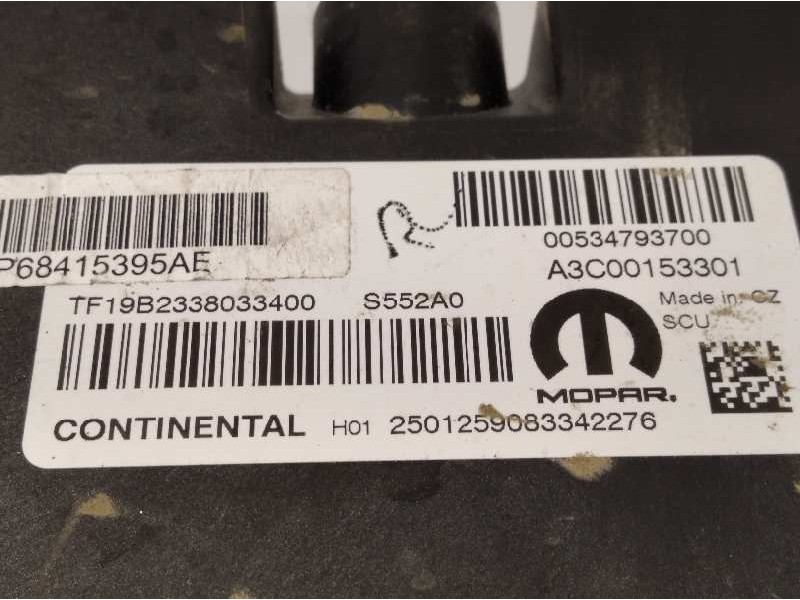 P68415395AE
00534793700
A3C00153301
TF19B2338033400 S552A0
Made in CZ
SCU
MOPAR.
CONTINENTAL H01 2501259083342276